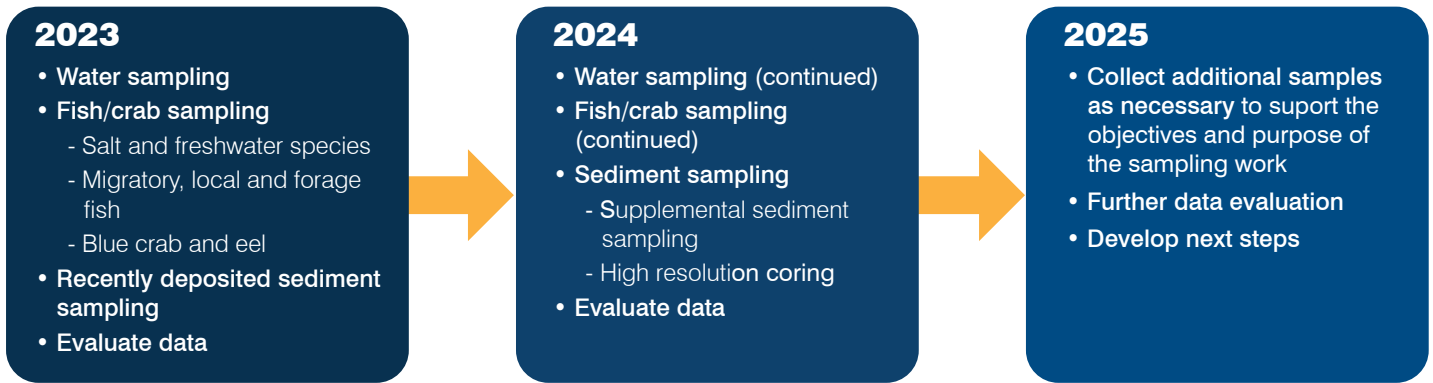 2023
• Water sampling
• Fish/crab sampling
- Salt and freshwater species
- Migratory, local and forage
fish
- Blue crab and eel
• Recently deposited sediment
sampling
• Evaluate data
2024
• Water sampling (continued)
• Fish/crab sampling
(continued)
• Sediment sampling
- Supplemental sediment
sampling
- High resolution coring
• Evaluate data
2025
• Collect additional samples
as necessary to suport the
objectives and purpose of
the sampling work
• Further data evaluation
• Develop next steps